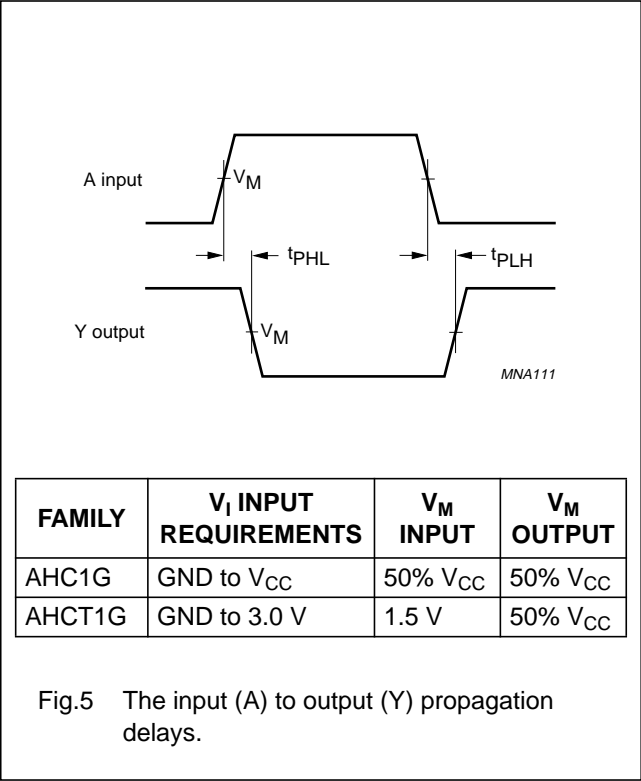 A input
VM
tPHL
tPLH
Y output
VM
MNA111
FAMILY VI INPUT REQUIREMENTS VM INPUT VM OUTPUT
AHC1G GND to VCC 50% VCC 50% VCC
AHCT1G GND to 3.0 V 1.5 V 50% VCC
Fig.5 The input (A) to output (Y) propagation
delays.